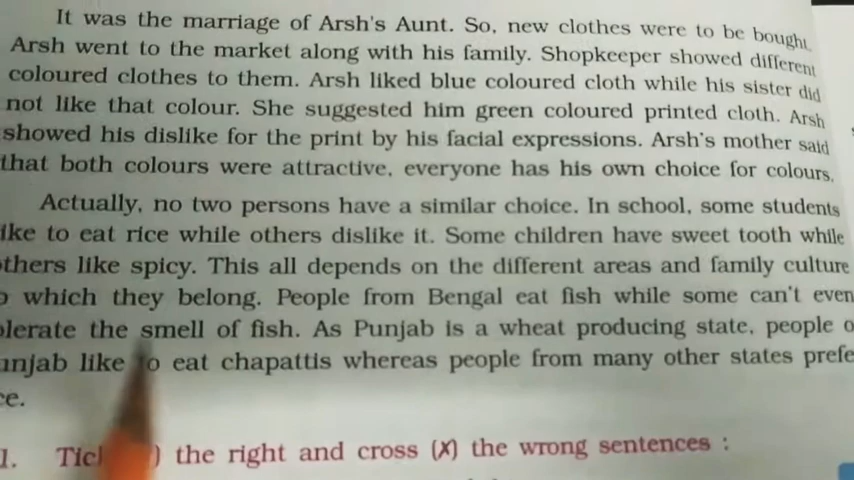 It was the marriage of Arsh's Aunt. So, new clothes were to be bought.
Arsh went to the market along with his family. Shopkeeper showed different
coloured clothes to them. Arsh liked blue coloured cloth while his sister did
not like that colour. She suggested him green coloured printed cloth. Arsh
showed his dislike for the print by his facial expressions. Arsh's mother said
that both colours were attractive, everyone has his own choice for colours.
Actually, no two persons have a similar choice. In school, some students
ike to eat rice while others dislike it. Some children have sweet tooth while
thers like spicy. This all depends on the different areas and family culture
o which they belong. People from Bengal eat fish while some can't even
olerate the smell of fish. As Punjab is a wheat producing state, people o
unjab like to eat chapattis whereas people from many other states prefe
ce.
1. Tic ) the right and cross (✗) the wrong sentences :